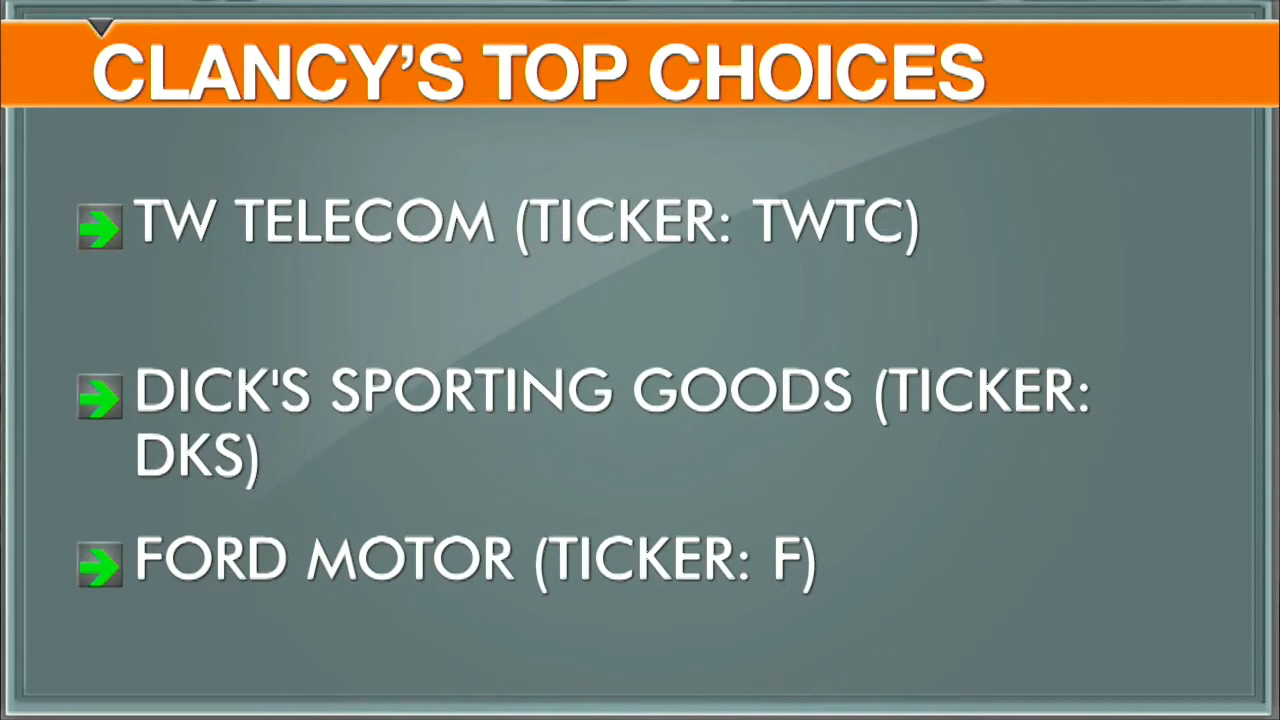 CLANCY’S TOP CHOICES
TW TELECOM (TICKER: TWTC)
DICK'S SPORTING GOODS (TICKER:
DKS)
FORD MOTOR (TICKER: F)